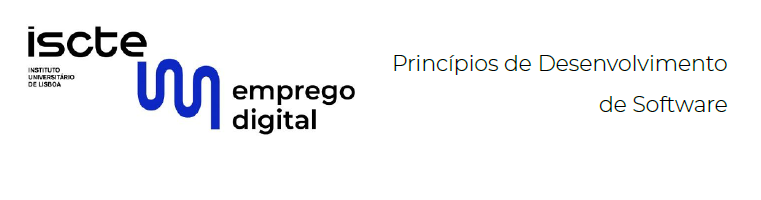 iscte
INSTITUTO
UNIVERSITÁRIO
DE LISBOA
emprego
digital
Princípios de Desenvolvimento
de Software